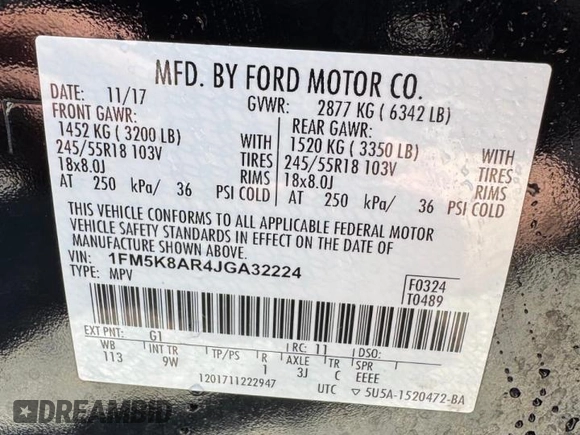 MFD. BY FORD MOTOR CO.
DATE: 11/17 GVWR: 2877 KG ( 6342 LB)
FRONT GAWR: REAR GAWR:
1452 KG ( 3200 LB) WITH 1520 KG ( 3350 LB) WITH
245/55R18 103V TIRES 245/55R18 103V TIRES
18x8.0J RIMS 18x8.0J RIMS
AT 250 kPa/ 36 PSI COLD AT 250 kPa/ 36 PSI COLD
THIS VEHICLE CONFORMS TO ALL APPLICABLE FEDERAL MOTOR
VEHICLE SAFETY STANDARDS IN EFFECT ON THE DATE OF
MANUFACTURE SHOWN ABOVE.
VIN: 1FM5K8AR4JGA32224
TYPE: MPV
F0324
T0489
EXT PNT: G1 RC: 11 DSO:
WB INT TR TP/PS R AXLE TR SPR
113 9W 1 3J C EEEE
1201711222947 UTC ▽ 5U5A-1520472-BA
DREAMBID